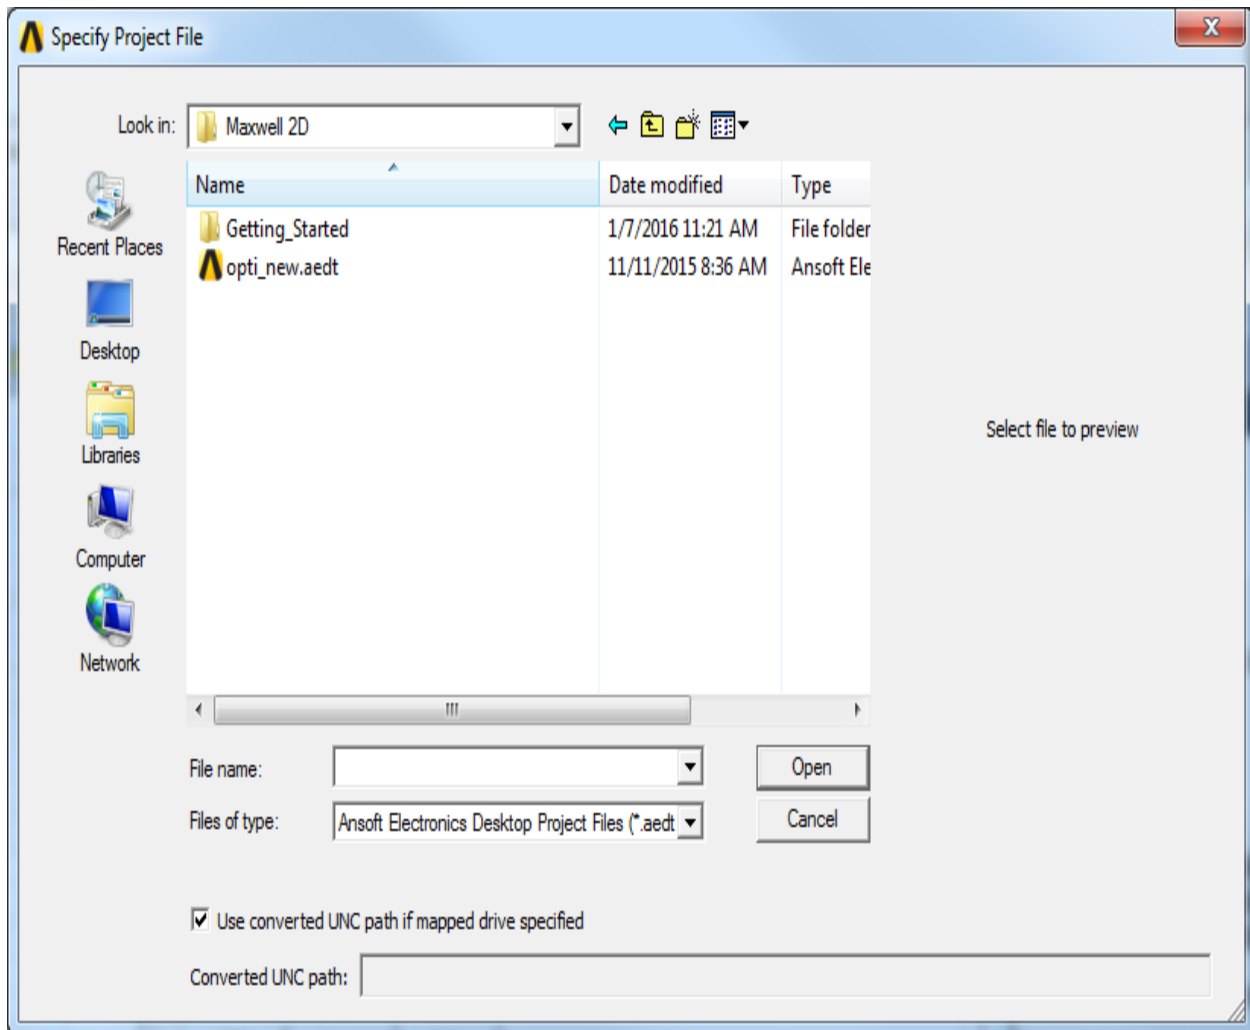 Specify Project File
X
Look in: Maxwell 2D
Name Date modified Type
Getting_Started 1/7/2016 11:21 AM File folder
opti_new.aedt 11/11/2015 8:36 AM Ansoft Ele
Recent Places
Desktop
Libraries
Computer
Network
Select file to preview
File name: Open
Files of type: Ansoft Electronics Desktop Project Files (*.aedt Cancel
Use converted UNC path if mapped drive specified
Converted UNC path: